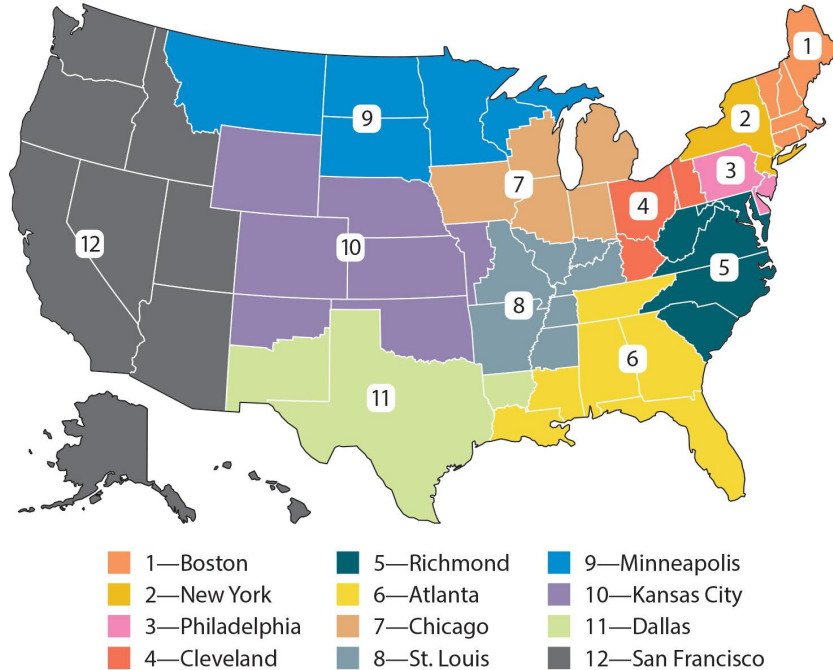 1
2
9
3
7
4
12
10
5
8
6
11
1—Boston
2—New York
3—Philadelphia
4—Cleveland
5—Richmond
6—Atlanta
7—Chicago
8—St. Louis
9—Minneapolis
10—Kansas City
11—Dallas
12—San Francisco